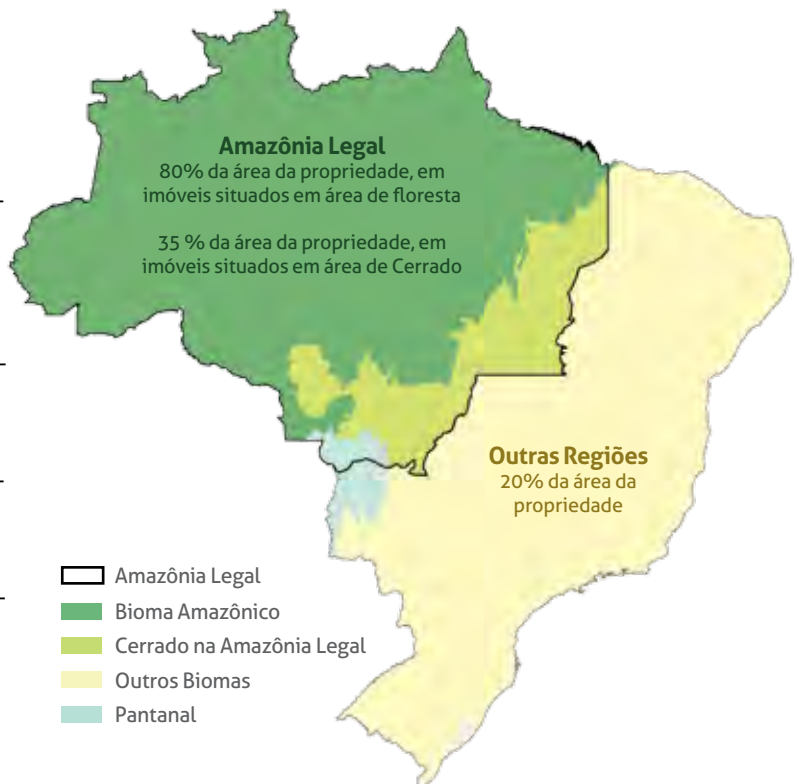 Amazônia Legal
80% da área da propriedade, em
imóveis situados em área de floresta
35 % da área da propriedade, em
imóveis situados em área de Cerrado
Outras Regiões
20% da área da
propriedade
Amazônia Legal
Bioma Amazônico
Cerrado na Amazônia Legal
Outros Biomas
Pantanal